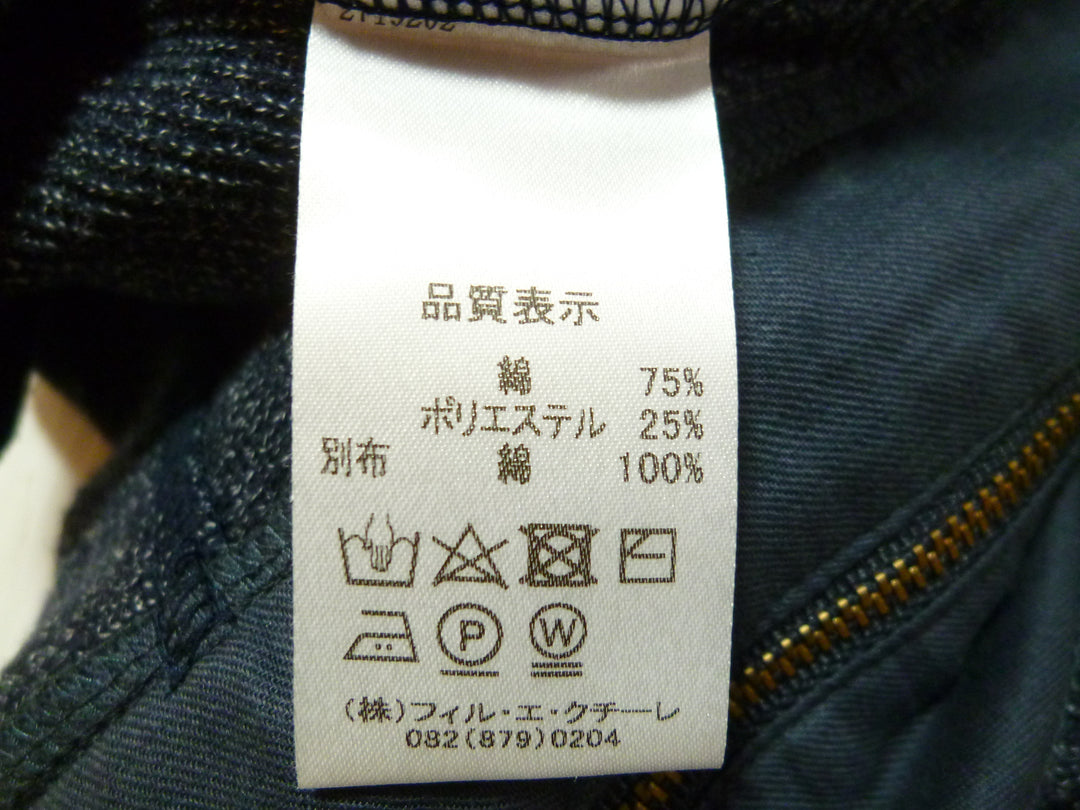 品質表示
綿 75%
ポリエステル 25%
別布 綿 100%
P W
(株)フィル・エ・クチーレ
082(879)0204